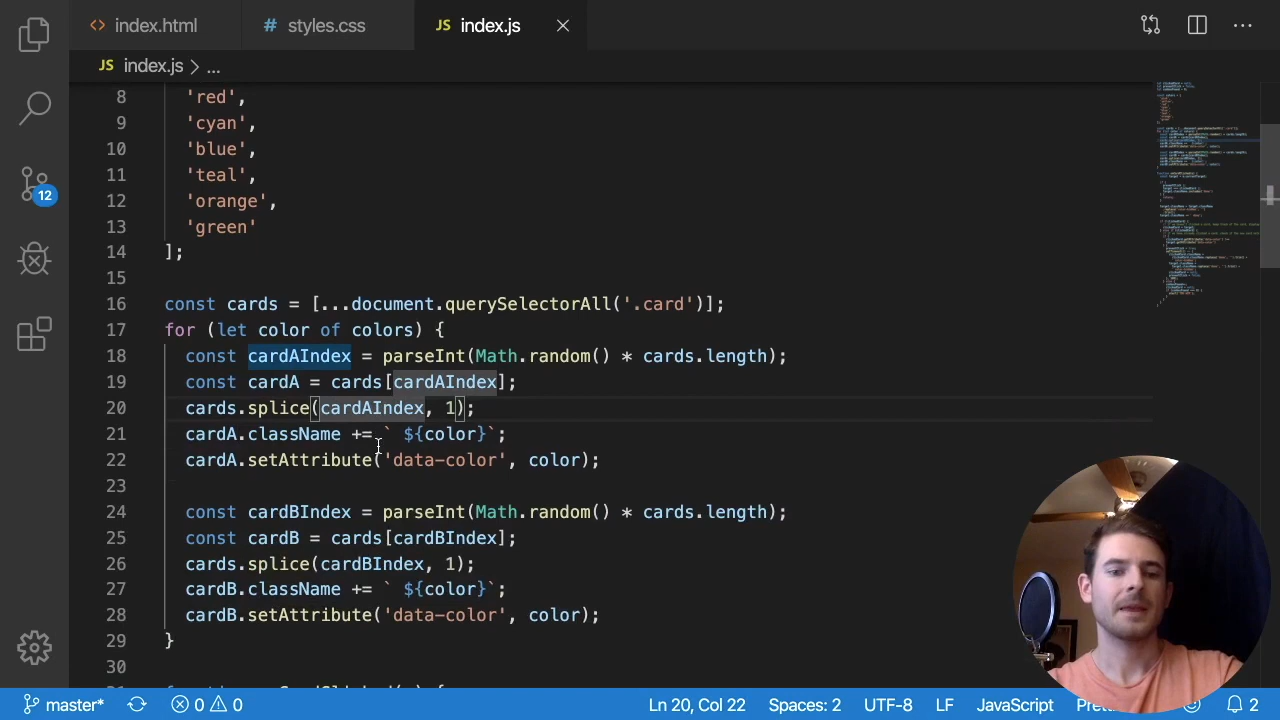 index.html
styles.css
JS index.js
JS index.js > ...
8 'red',
9 'cyan',
10 'blue',
11 'teal',
12 'orange',
13 'green'
14 ];
15
16 const cards = [...document.querySelectorAll('.card')];
17 for (let color of colors) {
18 const cardAIndex = parseInt(Math.random() * cards.length);
19 const cardA = cards[cardAIndex];
20 cards.splice(cardAIndex, 1);
21 cardA.className += ` ${color}`;
22 cardA.setAttribute('data-color', color);
23
24 const cardBIndex = parseInt(Math.random() * cards.length);
25 const cardB = cards[cardBIndex];
26 cards.splice(cardBIndex, 1);
27 cardB.className += ` ${color}`;
28 cardB.setAttribute('data-color', color);
29 }
30
12
master* 0 0 Ln 20, Col 22 Spaces: 2 UTF-8 LF JavaScript 2